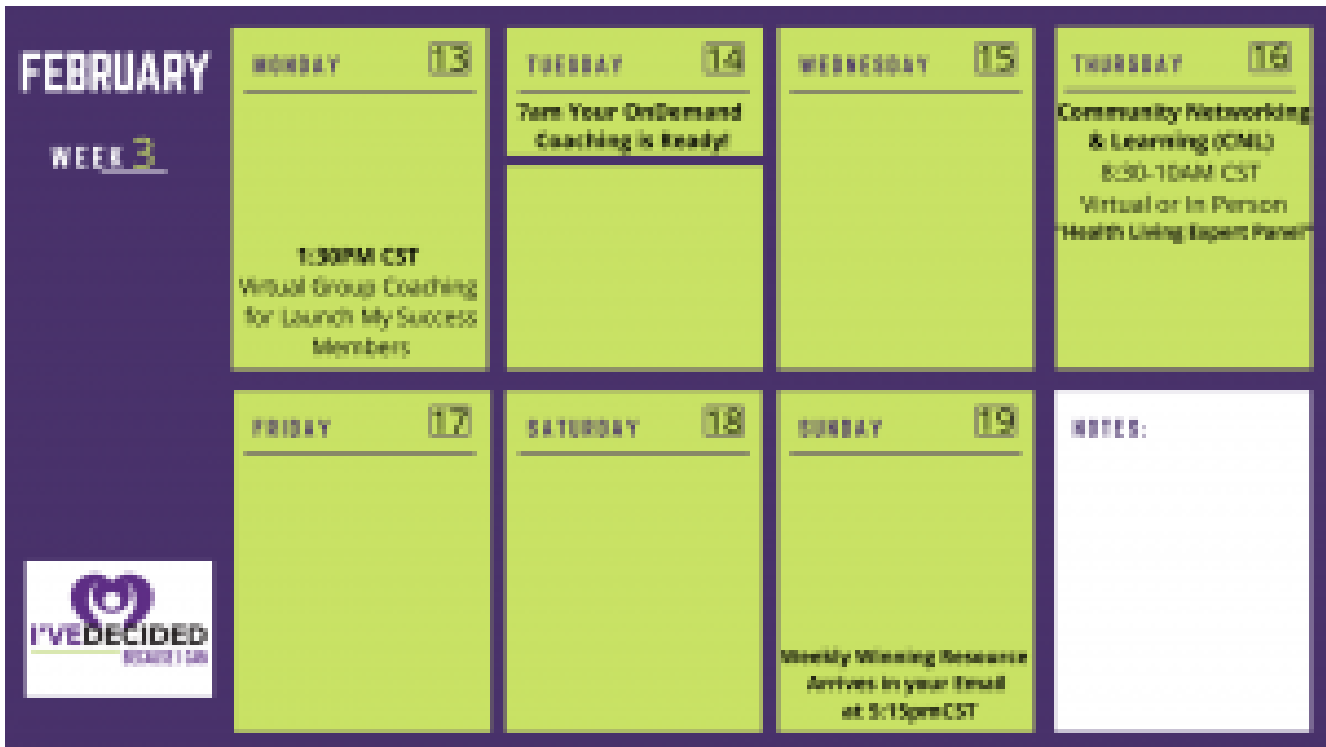 FEBRUARY
WEEK 3
MONDAY 13
1:30PM CST
Virtual Group Coaching
for Launch My Success
Members
TUESDAY 14
7am Your OnDemand
Coaching is Ready!
WEDNESDAY 15
THURSDAY 16
Community Networking
& Learning (CNL)
8:30-10AM CST
Virtual or In Person
"Health Living Expert Panel"
FRIDAY 17
SATURDAY 18
SUNDAY 19
Weekly Winning Resource
Arrives in your Email
at 5:15pmCST
NOTES:
I'VEDECIDED
BECAUSE I CAN